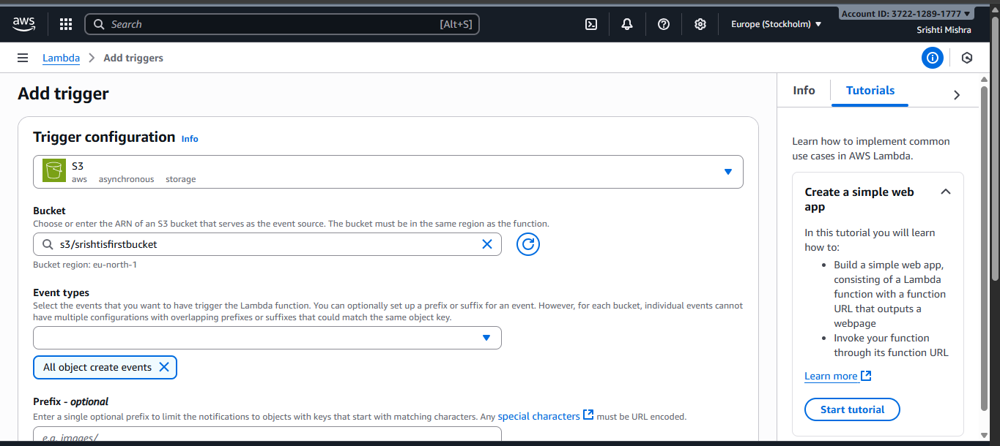 aws
Search [Alt+S]
Europe (Stockholm) ▼
Account ID: 3722-1289-1777 ▼
Srishti Mishra
Lambda > Add triggers
Add trigger
Trigger configuration Info
S3
aws asynchronous storage
Bucket
Choose or enter the ARN of an S3 bucket that serves as the event source. The bucket must be in the same region as the function.
s3/srishtisfirstbucket
Bucket region: eu-north-1
Event types
Select the events that you want to have trigger the Lambda function. You can optionally set up a prefix or suffix for an event. However, for each bucket, individual events cannot
have multiple configurations with overlapping prefixes or suffixes that could match the same object key.
All object create events
Prefix - optional
Enter a single optional prefix to limit the notifications to objects with keys that start with matching characters. Any special characters must be URL encoded.
e.g. images/
Info Tutorials
Learn how to implement common
use cases in AWS Lambda.
Create a simple web
app
In this tutorial you will learn
how to:
• Build a simple web app,
consisting of a Lambda
function with a function
URL that outputs a
webpage
• Invoke your function
through its function URL
Learn more
Start tutorial